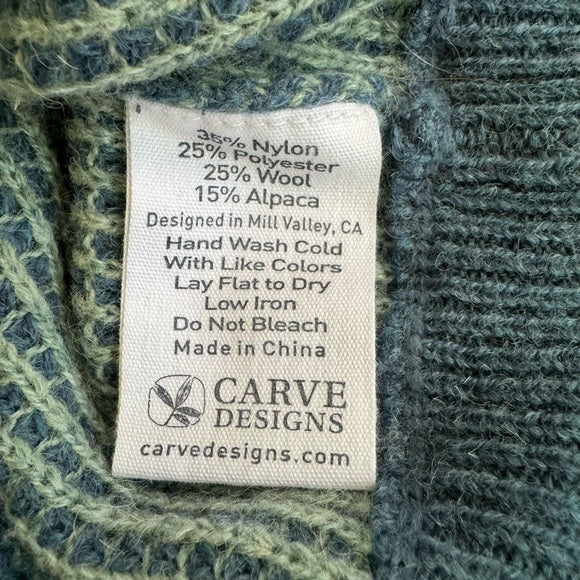 35% Nylon
25% Polyester
25% Wool
15% Alpaca
Designed in Mill Valley, CA
Hand Wash Cold
With Like Colors
Lay Flat to Dry
Low Iron
Do Not Bleach
Made in China
CARVE
DESIGNS
carvedesigns.com